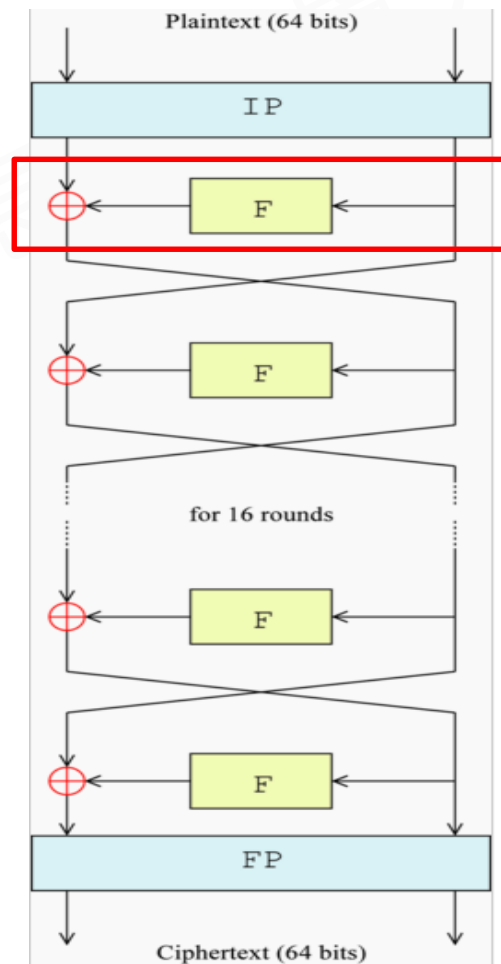 Plaintext (64 bits)
IP
F
F
for 16 rounds
F
F
FP
Ciphertext (64 bits)